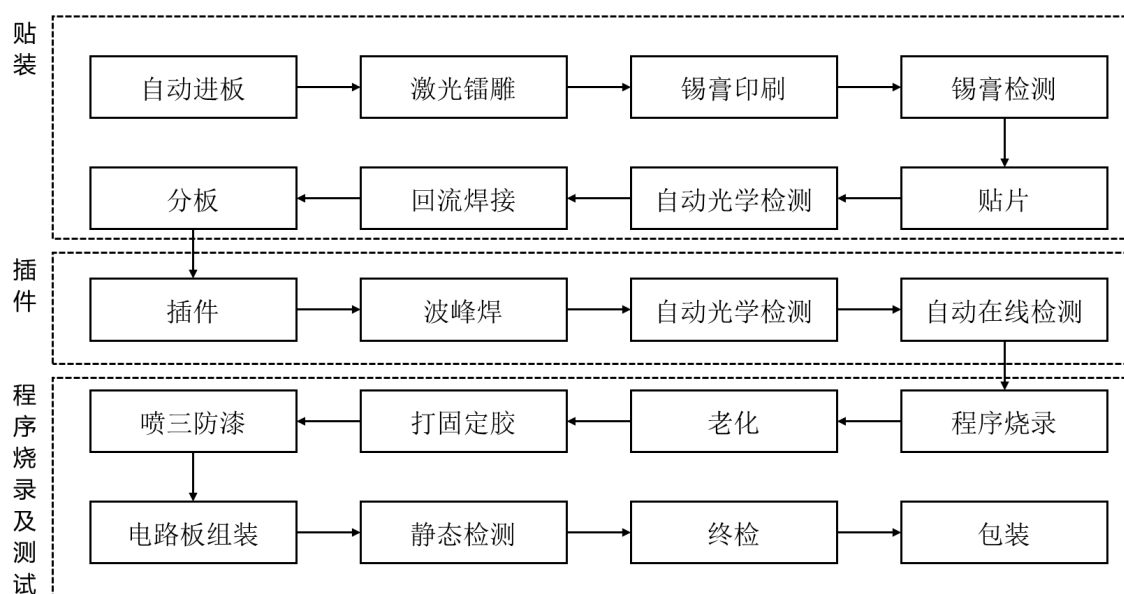 贴装
自动进板
激光镭雕
锡膏印刷
锡膏检测
分板
回流焊接
自动光学检测
贴片
插件
插件
波峰焊
自动光学检测
自动在线检测
程序烧录及测试
喷三防漆
打固定胶
老化
程序烧录
电路板组装
静态检测
终检
包装